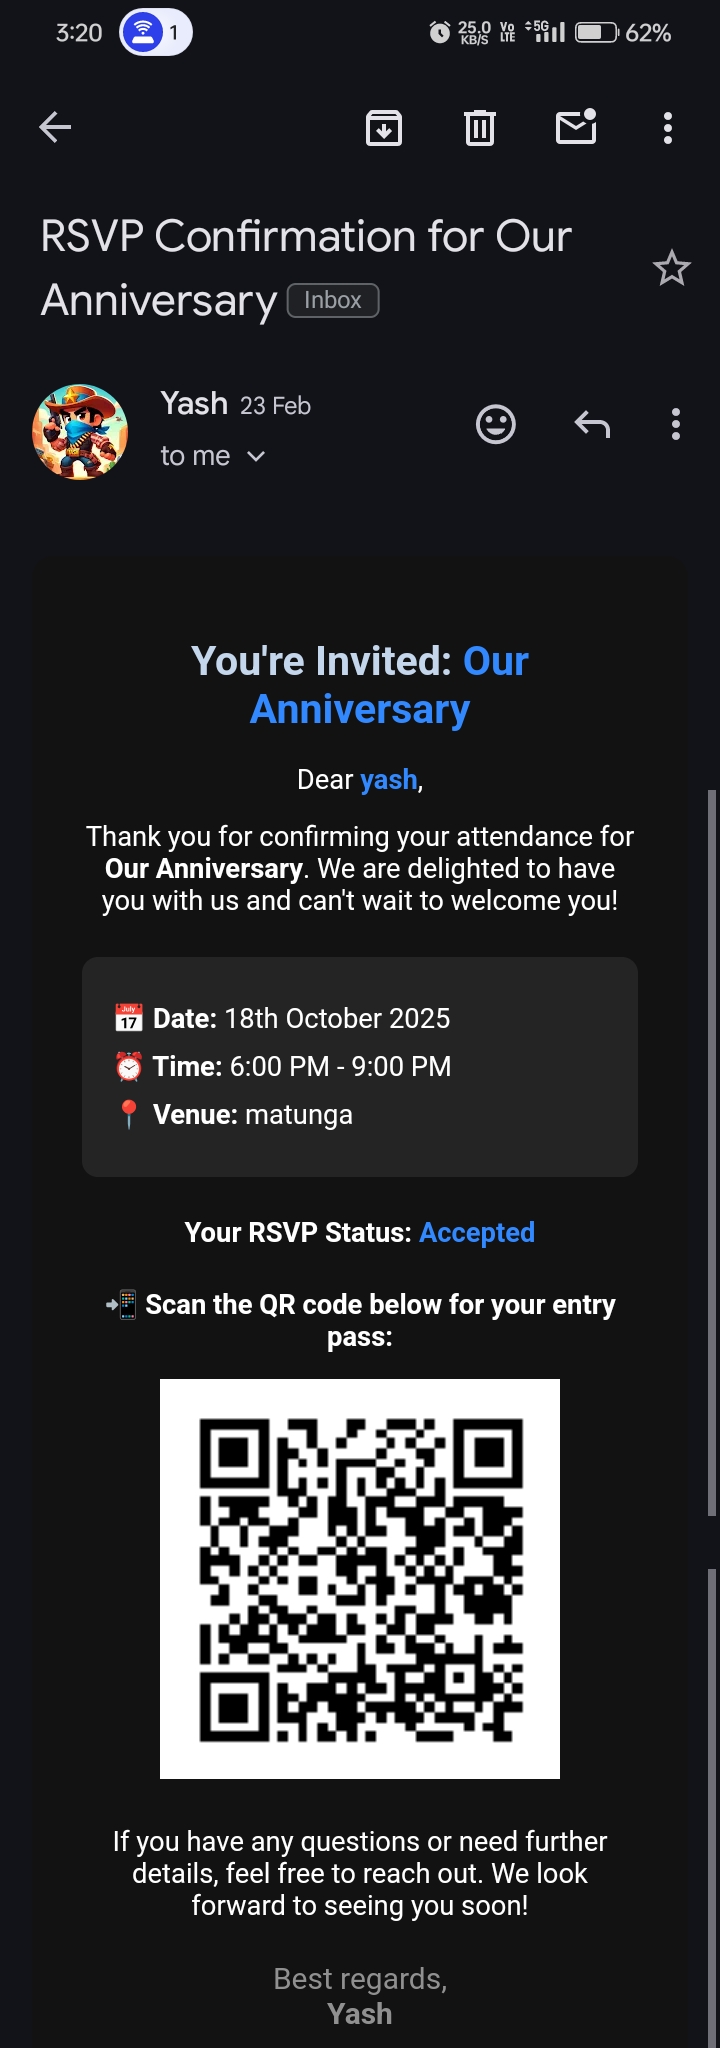 3:20 1 25.0 KB/S Vo LTE 5G 62%
RSVP Confirmation for Our
Anniversary Inbox
Yash 23 Feb
to me
You're Invited: Our
Anniversary
Dear yash,
Thank you for confirming your attendance for
Our Anniversary. We are delighted to have
you with us and can't wait to welcome you!
📅 Date: 18th October 2025
⏰ Time: 6:00 PM - 9:00 PM
📍 Venue: matunga
Your RSVP Status: Accepted
📲 Scan the QR code below for your entry
pass:
If you have any questions or need further
details, feel free to reach out. We look
forward to seeing you soon!
Best regards,
Yash